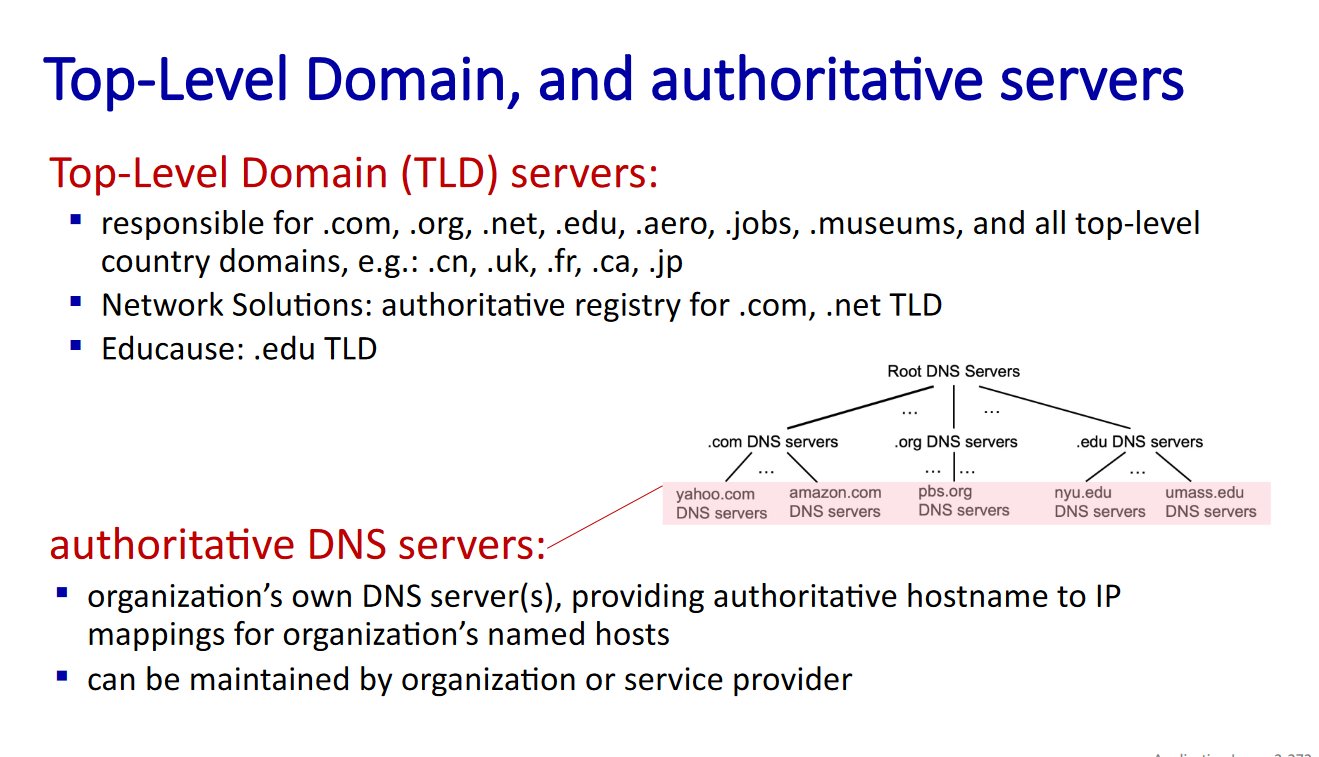 Top-Level Domain, and authoritative servers
Top-Level Domain (TLD) servers:
▪ responsible for .com, .org, .net, .edu, .aero, .jobs, .museums, and all top-level
country domains, e.g.: .cn, .uk, .fr, .ca, .jp
▪ Network Solutions: authoritative registry for .com, .net TLD
▪ Educause: .edu TLD
Root DNS Servers
… …
.com DNS servers .org DNS servers .edu DNS servers
… … … …
yahoo.com amazon.com pbs.org nyu.edu umass.edu
DNS servers DNS servers DNS servers DNS servers DNS servers
authoritative DNS servers:
▪ organization’s own DNS server(s), providing authoritative hostname to IP
mappings for organization’s named hosts
▪ can be maintained by organization or service provider